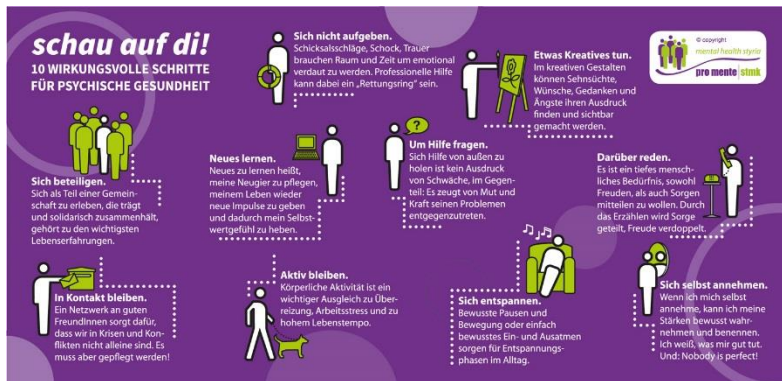 schau auf di!
10 WIRKUNGSVOLLE SCHRITTE
FÜR PSYCHISCHE GESUNDHEIT
Sich nicht aufgeben.
Schicksalsschläge, Schock, Trauer
brauchen Raum und Zeit um emotional
verdaut zu werden. Professionelle Hilfe
kann dabei ein „Rettungsring" sein.
Etwas Kreatives tun.
Im kreativen Gestalten
können Sehnsüchte,
Wünsche, Gedanken und
Ängste ihren Ausdruck
finden und sichtbar
gemacht werden.
© copyright
mental health styria
pro mente stmk
Sich beteiligen.
Sich als Teil einer Gemein-
schaft zu erleben, die trägt
und solidarisch zusammenhält,
gehört zu den wichtigsten
Lebenserfahrungen.
Neues lernen.
Neues zu lernen heißt,
meine Neugier zu pflegen,
meinem Leben wieder
neue Impulse zu geben
und dadurch mein Selbst-
wertgefühl zu heben.
?
Um Hilfe fragen.
Sich Hilfe von außen zu
holen ist kein Ausdruck
von Schwäche, im Gegen-
teil: Es zeugt von Mut und
Kraft seinen Problemen
entgegenzutreten.
Darüber reden.
Es ist ein tiefes mensch-
liches Bedürfnis, sowohl
Freuden, als auch Sorgen
mitteilen zu wollen. Durch
das Erzählen wird Sorge
geteilt, Freude verdoppelt.
In Kontakt bleiben.
Ein Netzwerk an guten
FreundInnen sorgt dafür,
dass wir in Krisen und Kon-
flikten nicht alleine sind. Es
muss aber gepflegt werden!
Aktiv bleiben.
Körperliche Aktivität ist ein
wichtiger Ausgleich zu Über-
reizung, Arbeitsstress und zu
hohem Lebenstempo.
Sich entspannen.
Bewusste Pausen und
Bewegung oder einfach
bewusstes Ein- und Ausatmen
sorgen für Entspannungs-
phasen im Alltag.
Sich selbst annehmen.
Wenn ich mich selbst
annehme, kann ich meine
Stärken bewusst wahr-
nehmen und benennen.
Ich weiß, was mir gut tut.
Und: Nobody is perfect!